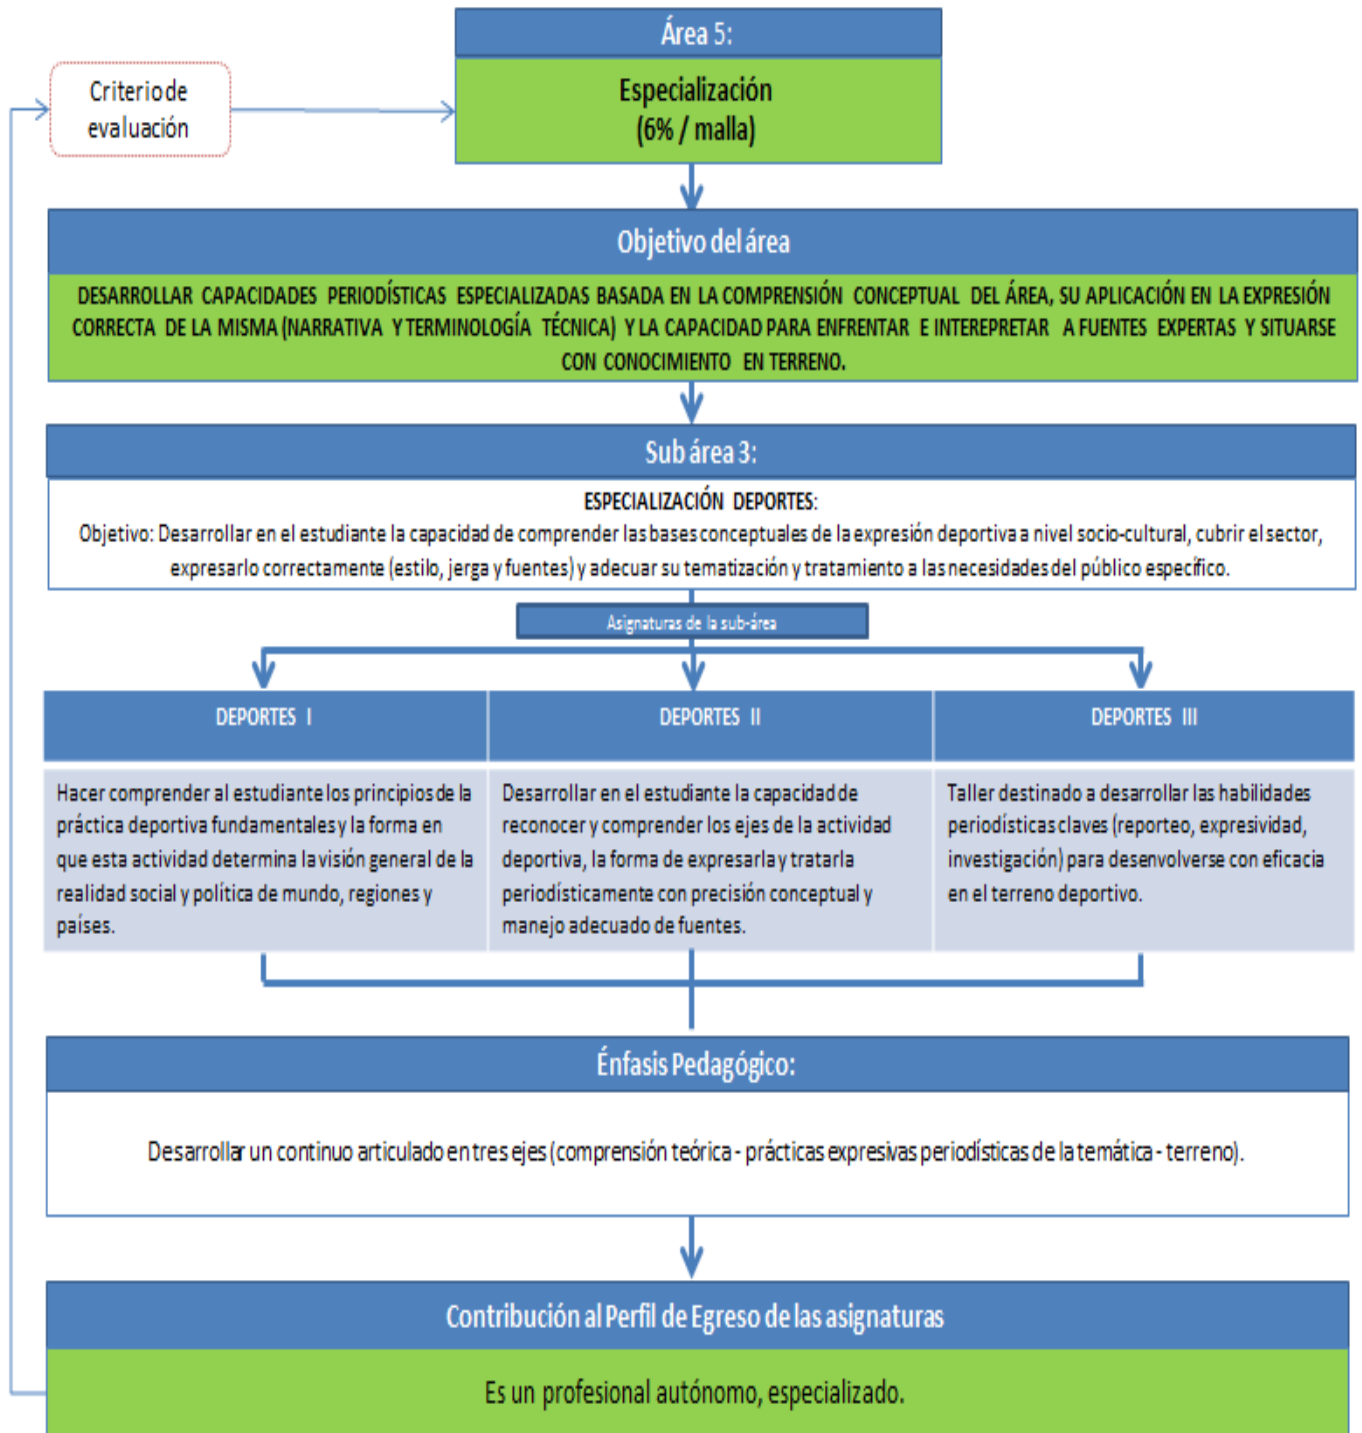 Área 5:
Criterio de
evaluación
Especialización
(6% / malla)
Objetivo del área
DESARROLLAR CAPACIDADES PERIODÍSTICAS ESPECIALIZADAS BASADA EN LA COMPRENSIÓN CONCEPTUAL DEL ÁREA, SU APLICACIÓN EN LA EXPRESIÓN
CORRECTA DE LA MISMA (NARRATIVA Y TERMINOLOGÍA TÉCNICA) Y LA CAPACIDAD PARA ENFRENTAR E INTEREPRETAR A FUENTES EXPERTAS Y SITUARSE
CON CONOCIMIENTO EN TERRENO.
Sub área 3:
ESPECIALIZACIÓN DEPORTES:
Objetivo: Desarrollar en el estudiante la capacidad de comprender las bases conceptuales de la expresión deportiva a nivel socio-cultural, cubrir el sector,
expresarlo correctamente (estilo, jerga y fuentes) y adecuar su tematización y tratamiento a las necesidades del público específico.
Asignaturas de la sub-área
DEPORTES I
Hacer comprender al estudiante los principios de la
práctica deportiva fundamentales y la forma en
que esta actividad determina la visión general de la
realidad social y política de mundo, regiones y
países.
DEPORTES II
Desarrollar en el estudiante la capacidad de
reconocer y comprender los ejes de la actividad
deportiva, la forma de expresarla y tratarla
periodísticamente con precisión conceptual y
manejo adecuado de fuentes.
DEPORTES III
Taller destinado a desarrollar las habilidades
periodísticas claves (reporteo, expresividad,
investigación) para desenvolverse con eficacia
en el terreno deportivo.
Énfasis Pedagógico:
Desarrollar un continuo articulado en tres ejes (comprensión teórica - prácticas expresivas periodísticas de la temática - terreno).
Contribución al Perfil de Egreso de las asignaturas
Es un profesional autónomo, especializado.